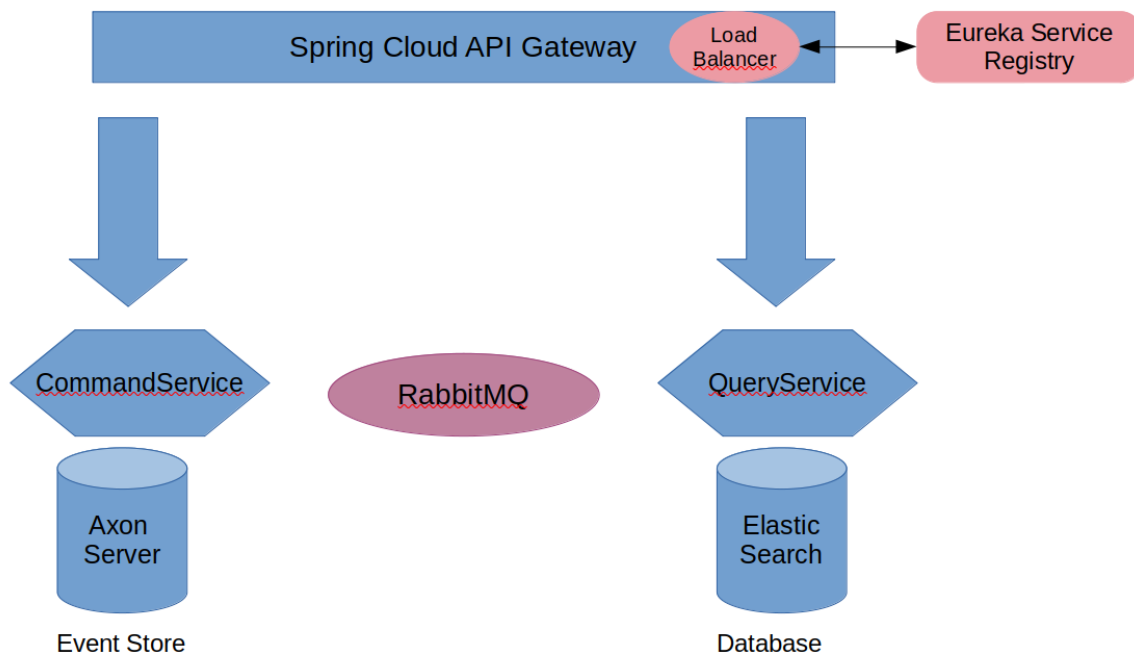 Spring Cloud API Gateway
Load
Balancer
Eureka Service
Registry
CommandService
RabbitMQ
QueryService
Axon
Server
Elastic
Search
Event Store
Database